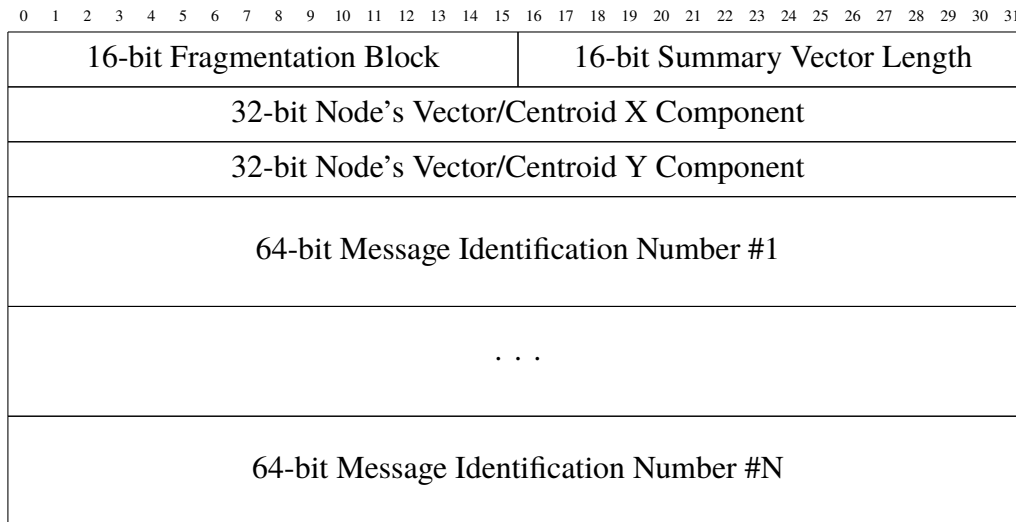 0 1 2 3 4 5 6 7 8 9 10 11 12 13 14 15 16 17 18 19 20 21 22 23 24 25 26 27 28 29 30 31
16-bit Fragmentation Block 16-bit Summary Vector Length
32-bit Node's Vector/Centroid X Component
32-bit Node's Vector/Centroid Y Component
64-bit Message Identification Number #1
. . .
64-bit Message Identification Number #N